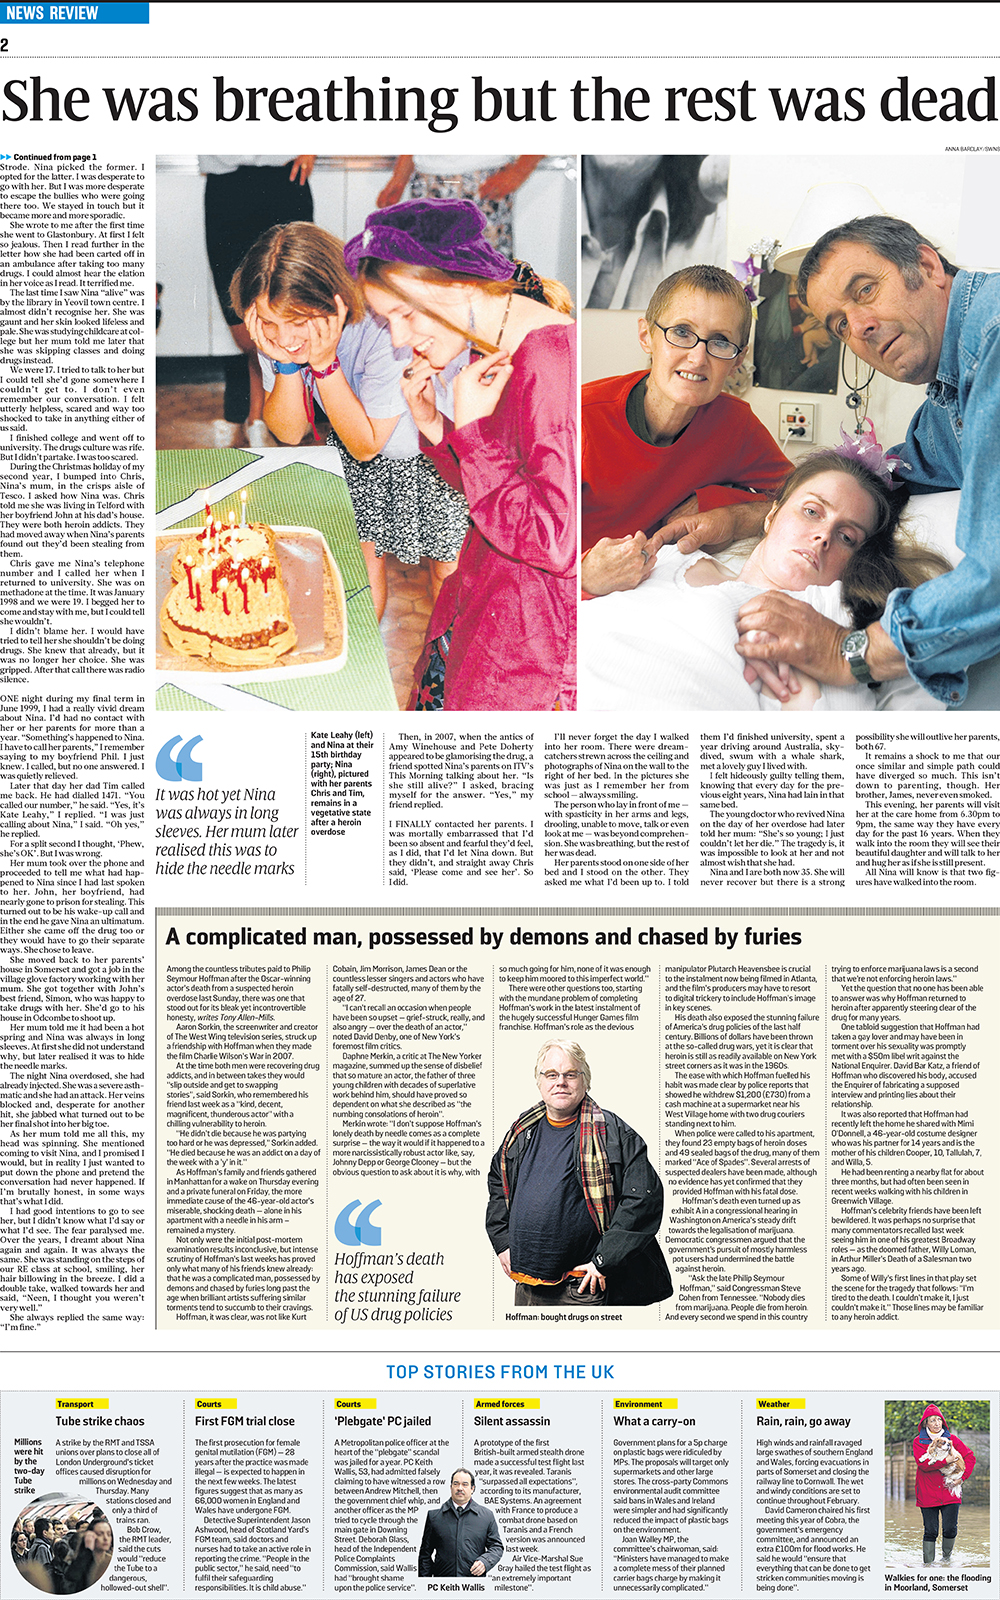 NEWS REVIEW
2
She was breathing but the rest was dead
ANNA BARCLAY/SWNS
Continued from page 1
Strode. Nina picked the former. I
opted for the latter. I was desperate to
go with her. But I was more desperate
to escape the bullies who were going
there too. We stayed in touch but it
became more and more sporadic.
She wrote to me after the first time
she went to Glastonbury. At first I felt
so jealous. Then I read further in the
letter how she had been carted off in
an ambulance after taking too many
drugs. I could almost hear the elation
in her voice as I read. It terrified me.
The last time I saw Nina “alive” was
by the library in Yeovil town centre. I
almost didn't recognise her. She was
gaunt and her skin looked lifeless and
pale. She was studying childcare at col-
lege but her mum told me later that
she was skipping classes and doing
drugs instead.
We were 17. I tried to talk to her but
I could tell she'd gone somewhere I
couldn't get to. I don't even
remember our conversation. I felt
utterly helpless, scared and way too
shocked to take in anything either of
us said.
I finished college and went off to
university. The drugs culture was rife.
But I didn't partake. I was too scared.
During the Christmas holiday of my
second year, I bumped into Chris,
Nina's mum, in the crisps aisle of
Tesco. I asked how Nina was. Chris
told me she was living in Telford with
her boyfriend John at his dad's house.
They were both heroin addicts. They
had moved away when Nina's parents
found out they'd been stealing from
them.
Chris gave me Nina's telephone
number and I called her when I
returned to university. She was on
methadone at the time. It was January
1998 and we were 19. I begged her to
come and stay with me, but I could tell
she wouldn't.
I didn't blame her. I would have
tried to tell her she shouldn't be doing
drugs. She knew that already, but it
was no longer her choice. She was
gripped. After that call there was radio
silence.
ONE night during my final term in
June 1999, I had a really vivid dream
about Nina. I'd had no contact with
her or her parents for more than a
year. “Something's happened to Nina.
I have to call her parents,” I remember
saying to my boyfriend Phil. I just
knew. I called, but no one answered. I
was quietly relieved.
Later that day her dad Tim called
me back. He had dialled 1471. “You
called our number,” he said. “Yes, it's
Kate Leahy,” I replied. “I was just
calling about Nina,” I said. “Oh yes,”
he replied.
For a split second I thought, ‘Phew,
she's OK’. But I was wrong.
Her mum took over the phone and
proceeded to tell me what had hap-
pened to Nina since I had last spoken
to her. John, her boyfriend, had
nearly gone to prison for stealing. This
turned out to be his wake-up call and
in the end he gave Nina an ultimatum.
Either she came off the drug too or
they would have to go their separate
ways. She chose to leave.
She moved back to her parents'
house in Somerset and got a job in the
village glove factory working with her
mum. She got together with John's
best friend, Simon, who was happy to
take drugs with her. She'd go to his
house in Odcombe to shoot up.
Her mum told me it had been a hot
spring and Nina was always in long
sleeves. At first she did not understand
why, but later realised it was to hide
the needle marks.
The night Nina overdosed, she had
already injected. She was a severe asth-
matic and she had an attack. Her veins
blocked and, desperate for another
hit, she jabbed what turned out to be
her final shot into her big toe.
As her mum told me all this, my
head was spinning. She mentioned
coming to visit Nina, and I promised I
would, but in reality I just wanted to
put down the phone and pretend the
conversation had never happened. If
I'm brutally honest, in some ways
that's what I did.
I had good intentions to go to see
her, but I didn't know what I'd say or
what I'd see. The fear paralysed me.
Over the years, I dreamt about Nina
again and again. It was always the
same. She was standing on the steps of
our RE class at school, smiling, her
hair billowing in the breeze. I did a
double take, walked towards her and
said, “Neen, I thought you weren't
very well.”
She always replied the same way:
“I'm fine.”
It was hot yet Nina
was always in long
sleeves. Her mum later
realised this was to
hide the needle marks
Kate Leahy (left)
and Nina at their
15th birthday
party; Nina
(right), pictured
with her parents
Chris and Tim,
remains in a
vegetative state
after a heroin
overdose
Then, in 2007, when the antics of
Amy Winehouse and Pete Doherty
appeared to be glamorising the drug, a
friend spotted Nina's parents on ITV's
This Morning talking about her. “Is
she still alive?” I asked, bracing
myself for the answer. “Yes,” my
friend replied.
I FINALLY contacted her parents. I
was mortally embarrassed that I'd
been so absent and fearful they'd feel,
as I did, that I'd let Nina down. But
they didn't, and straight away Chris
said, ‘Please come and see her’. So
I did.
I'll never forget the day I walked
into her room. There were dream-
catchers strewn across the ceiling and
photographs of Nina on the wall to the
right of her bed. In the pictures she
was just as I remember her from
school — always smiling.
The person who lay in front of me —
with spasticity in her arms and legs,
drooling, unable to move, talk or even
look at me — was beyond comprehen-
sion. She was breathing, but the rest of
her was dead.
Her parents stood on one side of her
bed and I stood on the other. They
asked me what I'd been up to. I told
them I'd finished university, spent a
year driving around Australia, sky-
dived, swum with a whale shark,
met a lovely guy I lived with.
I felt hideously guilty telling them,
knowing that every day for the pre-
vious eight years, Nina had lain in that
same bed.
The young doctor who revived Nina
on the day of her overdose had later
told her mum: “She's so young; I just
couldn't let her die.” The tragedy is, it
was impossible to look at her and not
almost wish that she had.
Nina and I are both now 35. She will
never recover but there is a strong
possibility she will outlive her parents,
both 67.
It remains a shock to me that our
once similar and simple path could
have diverged so much. This isn't
down to parenting, though. Her
brother, James, never even smoked.
This evening, her parents will visit
her at the care home from 6.30pm to
9pm, the same way they have every
day for the past 16 years. When they
walk into the room they will see their
beautiful daughter and will talk to her
and hug her as if she is still present.
All Nina will know is that two fig-
ures have walked into the room.
A complicated man, possessed by demons and chased by furies
Among the countless tributes paid to Philip
Seymour Hoffman after the Oscar-winning
actor's death from a suspected heroin
overdose last Sunday, there was one that
stood out for its bleak yet incontrovertible
honesty, writes Tony Allen-Mills.
Aaron Sorkin, the screenwriter and creator
of The West Wing television series, struck up
a friendship with Hoffman when they made
the film Charlie Wilson's War in 2007.
At the time both men were recovering drug
addicts, and in between takes they would
“slip outside and get to swapping
stories”, said Sorkin, who remembered his
friend last week as a “kind, decent,
magnificent, thunderous actor” with a
chilling vulnerability to heroin.
“He didn't die because he was partying
too hard or he was depressed,” Sorkin added.
“He died because he was an addict on a day of
the week with a ‘y’ in it.”
As Hoffman's family and friends gathered
in Manhattan for a wake on Thursday evening
and a private funeral on Friday, the more
immediate cause of the 46-year-old actor's
miserable, shocking death — alone in his
apartment with a needle in his arm —
remained a mystery.
Not only were the initial post-mortem
examination results inconclusive, but intense
scrutiny of Hoffman's last weeks has proved
only what many of his friends knew already:
that he was a complicated man, possessed by
demons and chased by furies long past the
age when brilliant artists suffering similar
torments tend to succumb to their cravings.
Hoffman, it was clear, was not like Kurt
Cobain, Jim Morrison, James Dean or the
countless lesser singers and actors who have
fatally self-destructed, many of them by the
age of 27.
“I can't recall an occasion when people
have been so upset — grief-struck, really, and
also angry — over the death of an actor,”
noted David Denby, one of New York's
foremost film critics.
Daphne Merkin, a critic at The New Yorker
magazine, summed up the sense of disbelief
that so mature an actor, the father of three
young children with decades of superlative
work behind him, should have proved so
dependent on what she described as “the
numbing consolations of heroin”.
Merkin wrote: “I don't suppose Hoffman's
lonely death by needle comes as a complete
surprise — the way it would if it happened to a
more narcissistically robust actor like, say,
Johnny Depp or George Clooney — but the
obvious question to ask about it is why, with
Hoffman's death
has exposed
the stunning failure
of US drug policies
so much going for him, none of it was enough
to keep him moored to this imperfect world.”
There were other questions too, starting
with the mundane problem of completing
Hoffman's work in the latest instalment of
the hugely successful Hunger Games film
franchise. Hoffman's role as the devious
Hoffman: bought drugs on street
manipulator Plutarch Heavensbee is crucial
to the instalment now being filmed in Atlanta,
and the film's producers may have to resort
to digital trickery to include Hoffman's image
in key scenes.
His death also exposed the stunning failure
of America's drug policies of the last half
century. Billions of dollars have been thrown
at the so-called drug wars, yet it is clear that
heroin is still as readily available on New York
street corners as it was in the 1960s.
The ease with which Hoffman fuelled his
habit was made clear by police reports that
showed he withdrew $1,200 (£730) from a
cash machine at a supermarket near his
West Village home with two drug couriers
standing next to him.
When police were called to his apartment,
they found 23 empty bags of heroin doses
and 49 sealed bags of the drug, many of them
marked “Ace of Spades”. Several arrests of
suspected dealers have been made, although
no evidence has yet confirmed that they
provided Hoffman with his fatal dose.
Hoffman's death even turned up as
exhibit A in a congressional hearing in
Washington on America's steady drift
towards the legalisation of marijuana.
Democratic congressmen argued that the
government's pursuit of mostly harmless
pot users had undermined the battle
against heroin.
“Ask the late Philip Seymour
Hoffman,” said Congressman Steve
Cohen from Tennessee. “Nobody dies
from marijuana. People die from heroin.
And every second we spend in this country
trying to enforce marijuana laws is a second
that we're not enforcing heroin laws.”
Yet the question that no one has been able
to answer was why Hoffman returned to
heroin after apparently steering clear of the
drug for many years.
One tabloid suggestion that Hoffman had
taken a gay lover and may have been in
torment over his sexuality was promptly
met with a $50m libel writ against the
National Enquirer. David Bar Katz, a friend of
Hoffman who discovered his body, accused
the Enquirer of fabricating a supposed
interview and printing lies about their
relationship.
It was also reported that Hoffman had
recently left the home he shared with Mimi
O'Donnell, a 46-year-old costume designer
who was his partner for 14 years and is the
mother of his children Cooper, 10, Tallulah, 7,
and Willa, 5.
He had been renting a nearby flat for about
three months, but had often been seen in
recent weeks walking with his children in
Greenwich Village.
Hoffman's celebrity friends have been left
bewildered. It was perhaps no surprise that
many commentators recalled last week
seeing him in one of his greatest Broadway
roles — as the doomed father, Willy Loman,
in Arthur Miller's Death of a Salesman two
years ago.
Some of Willy's first lines in that play set
the scene for the tragedy that follows: “I'm
tired to the death. I couldn't make it, I just
couldn't make it.” Those lines may be familiar
to any heroin addict.
TOP STORIES FROM THE UK
Transport
Tube strike chaos
Millions
were hit
by the
two-day
Tube
strike
A strike by the RMT and TSSA
unions over plans to close all of
London Underground's ticket
offices caused disruption for
millions on Wednesday and
Thursday. Many
stations closed and
only a third of
trains ran.
Bob Crow,
the RMT leader,
said the cuts
would “reduce
the Tube to a
dangerous,
hollowed-out shell”.
Courts
First FGM trial close
The first prosecution for female
genital mutilation (FGM) — 28
years after the practice was made
illegal — is expected to happen in
the next few weeks. The latest
figures suggest that as many as
66,000 women in England and
Wales have undergone FGM.
Detective Superintendent Jason
Ashwood, head of Scotland Yard's
FGM team, said doctors and
nurses had to take an active role in
reporting the crime. “People in the
public sector,” he said, need “to
fulfil their safeguarding
responsibilities. It is child abuse.”
Courts
‘Plebgate’ PC jailed
A Metropolitan police officer at the
heart of the “plebgate” scandal
was jailed for a year. PC Keith
Wallis, 53, had admitted falsely
claiming to have witnessed a row
between Andrew Mitchell, then
the government chief whip, and
another officer as the MP
tried to cycle through the
main gate in Downing
Street. Deborah Glass,
head of the Independent
Police Complaints
Commission, said Wallis
had “brought shame
upon the police service”.
PC Keith Wallis
Armed forces
Silent assassin
A prototype of the first
British-built armed stealth drone
made a successful test flight last
year, it was revealed. Taranis
“surpassed all expectations”,
according to its manufacturer,
BAE Systems. An agreement
with France to produce a
combat drone based on
Taranis and a French
version was announced
last week.
Air Vice-Marshal Sue
Gray hailed the test flight as
“an extremely important
milestone”.
Environment
What a carry-on
Government plans for a 5p charge
on plastic bags were ridiculed by
MPs. The proposals will target only
supermarkets and other large
stores. The cross-party Commons
environmental audit committee
said bans in Wales and Ireland
were simpler and had significantly
reduced the impact of plastic bags
on the environment.
Joan Walley MP, the
committee's chairwoman, said:
“Ministers have managed to make
a complete mess of their planned
carrier bags charge by making it
unnecessarily complicated.”
Weather
Rain, rain, go away
High winds and rainfall ravaged
large swathes of southern England
and Wales, forcing evacuations in
parts of Somerset and closing the
railway line to Cornwall. The wet
and windy conditions are set to
continue throughout February.
David Cameron chaired his first
meeting this year of Cobra, the
government's emergency
committee, and announced an
extra £100m for flood works. He
said he would “ensure that
everything that can be done to get
stricken communities moving is
being done”.
Walkies for one: the flooding
in Moorland, Somerset